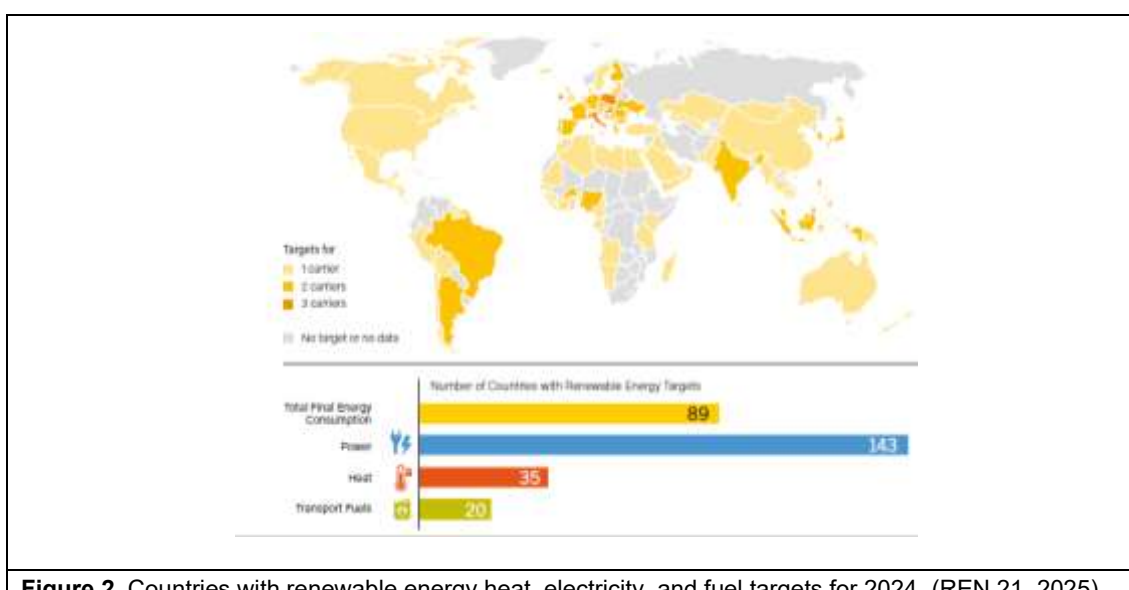 Targets for
1 carrier
2 carriers
3 carriers
No target or no data
Number of Countries with Renewable Energy Targets
Total Final Energy
Consumption
89
Power
143
Heat
35
Transport Fuels
20
Figure 2. Countries with renewable energy heat, electricity, and fuel targets for 2024. (REN 21, 2025)